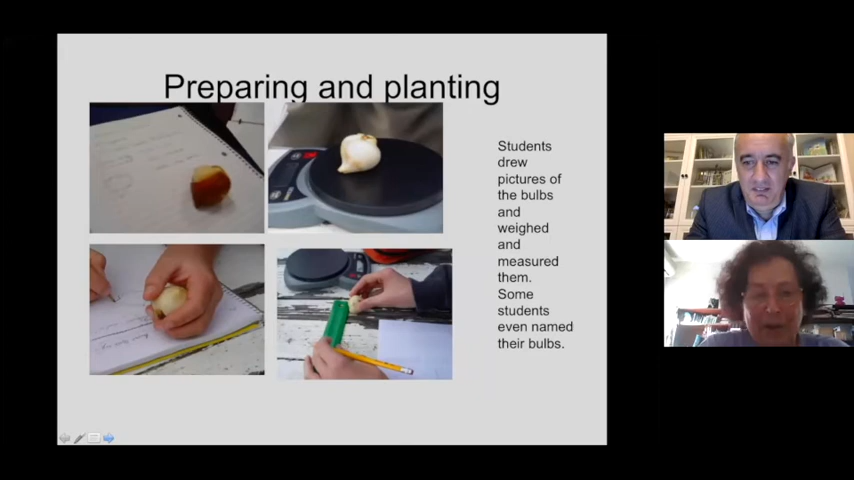 Preparing and planting
Students
drew
pictures of
the bulbs
and
weighed
and
measured
them.
Some
students
even named
their bulbs.